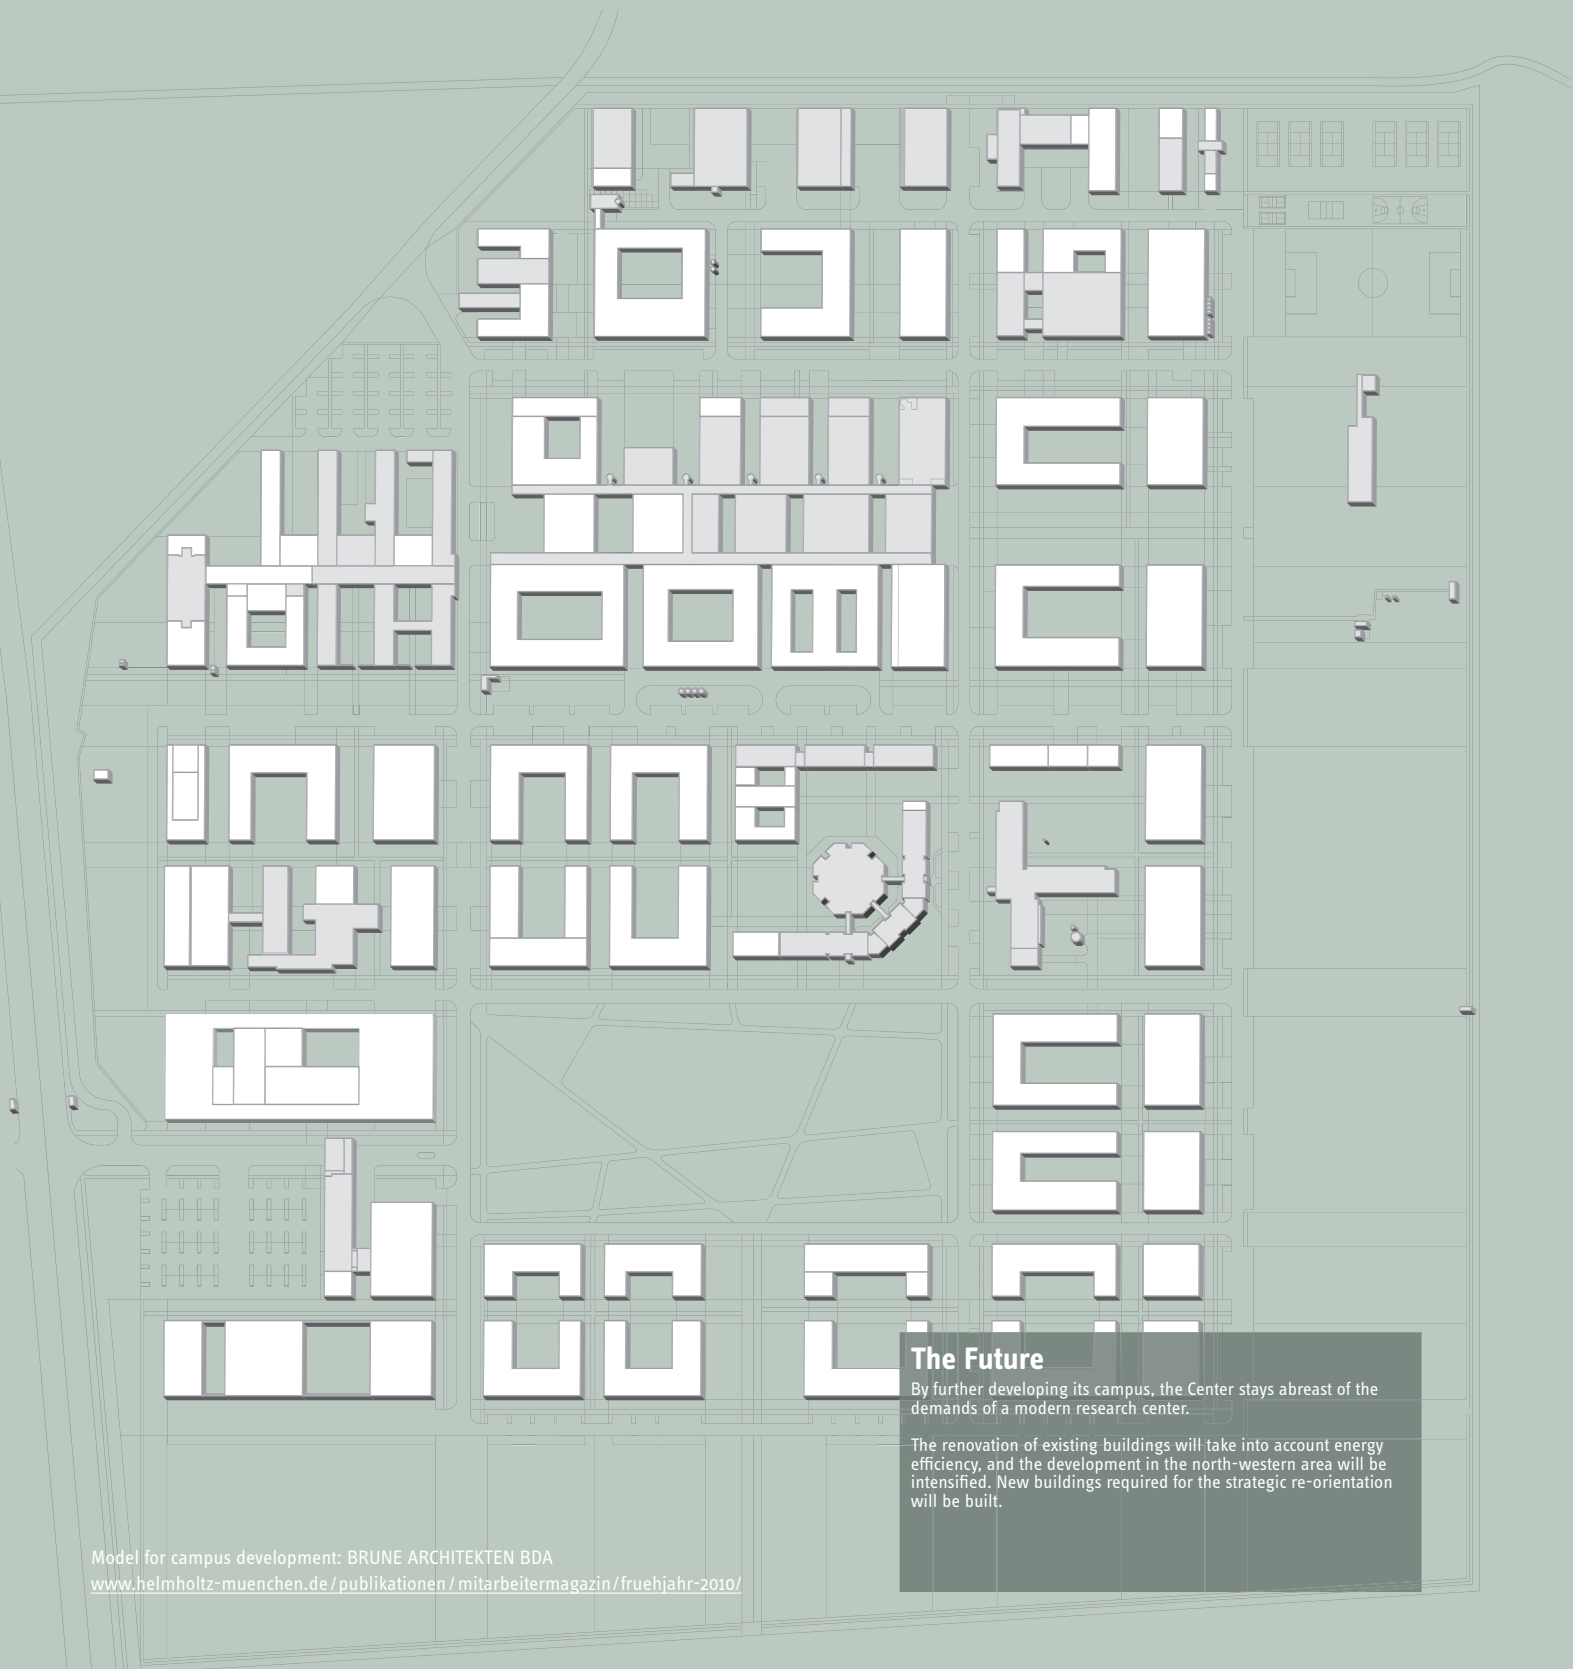 The Future
By further developing its campus, the Center stays abreast of the
demands of a modern research center.
The renovation of existing buildings will take into account energy
efficiency, and the development in the north-western area will be
intensified. New buildings required for the strategic re-orientation
will be built.
Model for campus development: BRUNE ARCHITEKTEN BDA
www.helmholtz-muenchen.de/publikationen/mitarbeitermagazin/fruehjahr-2010/